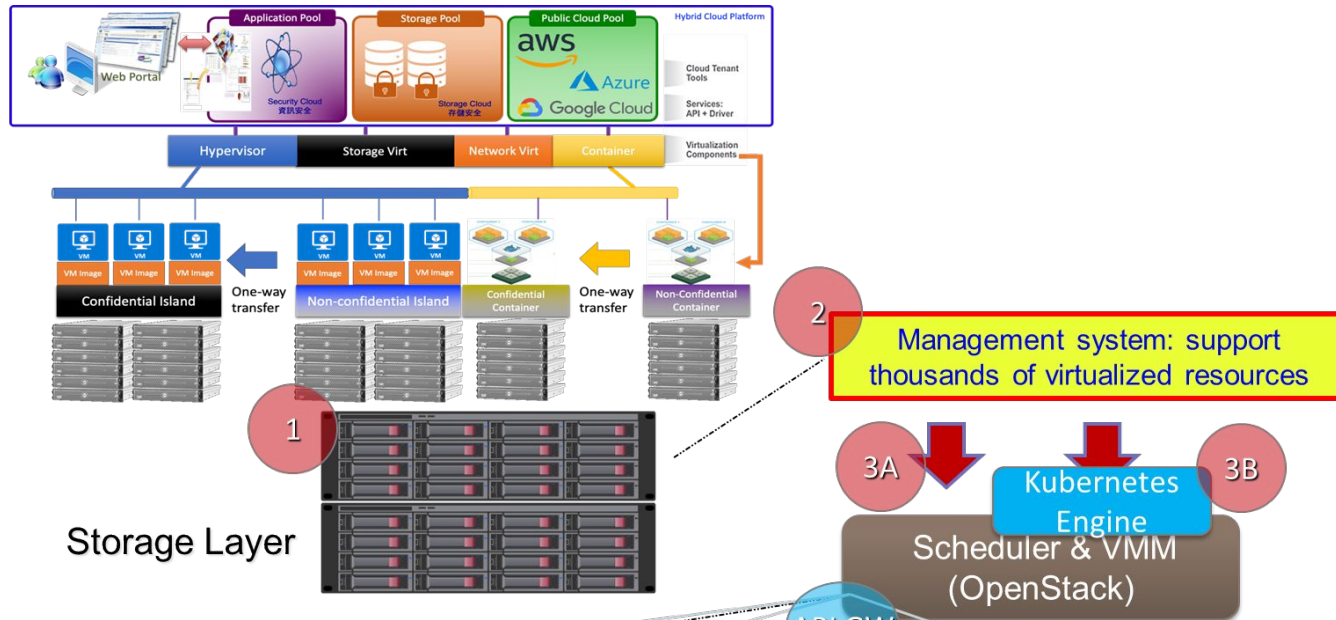 Application Pool
Storage Pool
Public Cloud Pool
Hybrid Cloud Platform
Web Portal
Security Cloud
資訊安全
Storage Cloud
存儲安全
aws
Azure
Google Cloud
Cloud Tenant
Tools
Services:
API + Driver
Virtualization
Components
Hypervisor
Storage Virt
Network Virt
Container
VM
VM
VM
VM
VM
VM
VM Image
VM Image
VM Image
VM Image
VM Image
VM Image
Confidential Island
One-way
transfer
Non-confidential Island
Confidential
Container
One-way
transfer
Non-Confidential
Container
1
2
Management system: support
thousands of virtualized resources
3A
3B
Kubernetes
Engine
Storage Layer
Scheduler & VMM
(OpenStack)